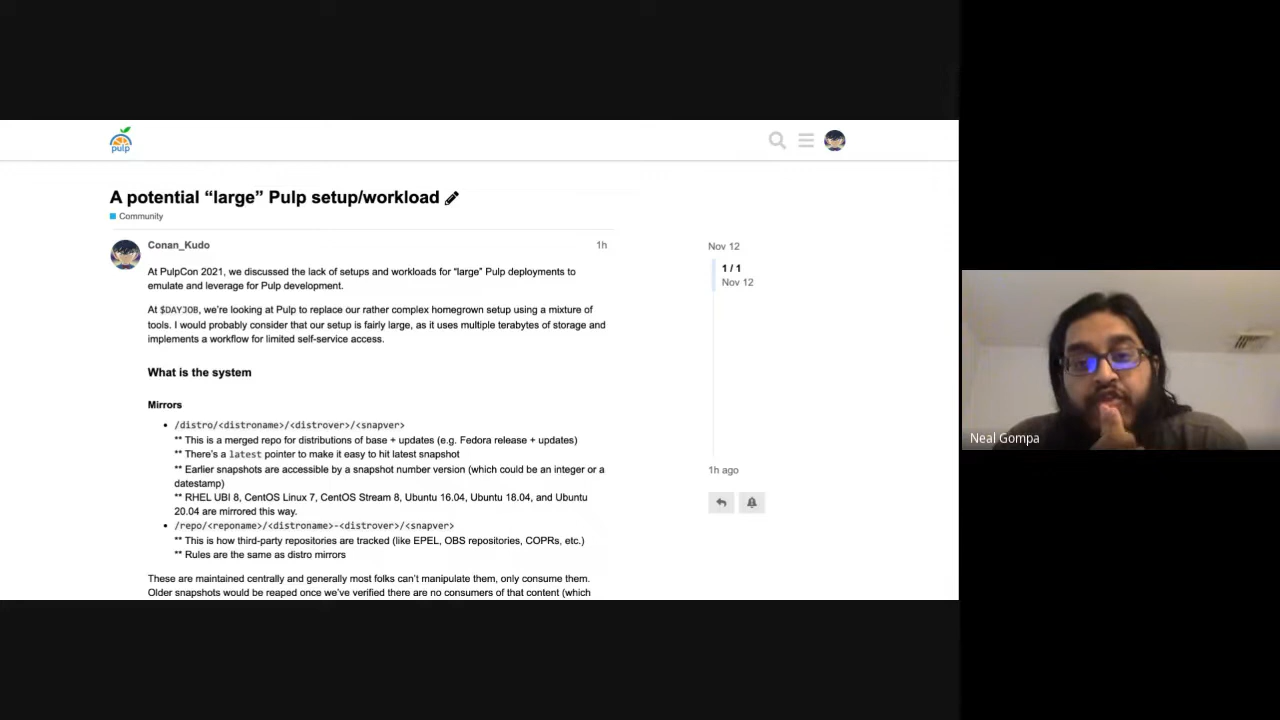 pulp
A potential “large” Pulp setup/workload
Community
Conan_Kudo
1h
At PulpCon 2021, we discussed the lack of setups and workloads for “large” Pulp deployments to
emulate and leverage for Pulp development.
At $DAYJOB, we’re looking at Pulp to replace our rather complex homegrown setup using a mixture of
tools. I would probably consider that our setup is fairly large, as it uses multiple terabytes of storage and
implements a workflow for limited self-service access.
What is the system
Mirrors
• /distro/<distroname>/<distrover>/<snapver>
** This is a merged repo for distributions of base + updates (e.g. Fedora release + updates)
** There’s a latest pointer to make it easy to hit latest snapshot
** Earlier snapshots are accessible by a snapshot number version (which could be an integer or a
datestamp)
** RHEL UBI 8, CentOS Linux 7, CentOS Stream 8, Ubuntu 16.04, Ubuntu 18.04, and Ubuntu
20.04 are mirrored this way.
• /repo/<reponame>/<distroname>-<distrover>/<snapver>
** This is how third-party repositories are tracked (like EPEL, OBS repositories, COPRs, etc.)
** Rules are the same as distro mirrors
These are maintained centrally and generally most folks can’t manipulate them, only consume them.
Older snapshots would be reaped once we’ve verified there are no consumers of that content (which
Nov 12
1 / 1
Nov 12
1h ago
Neal Gompa